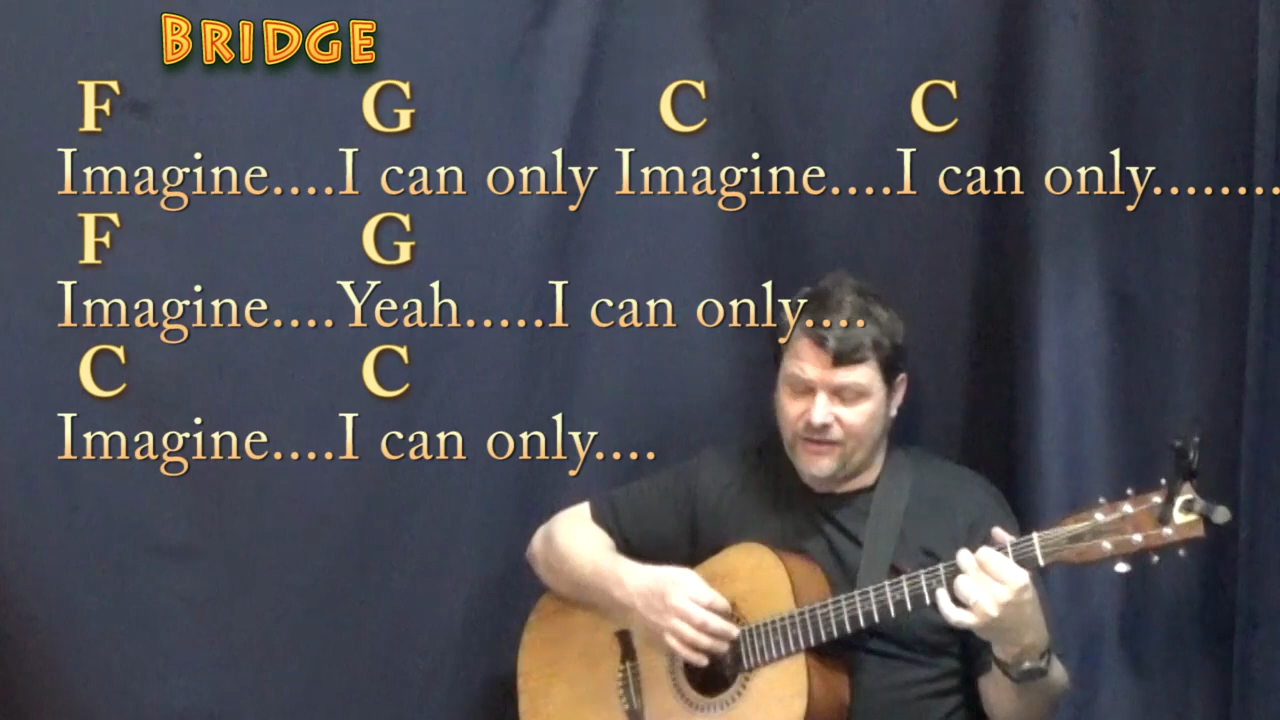 BRIDGE
F G C C
Imagine....I can only Imagine....I can only........
F G
Imagine....Yeah.....I can only....
C C
Imagine....I can only....